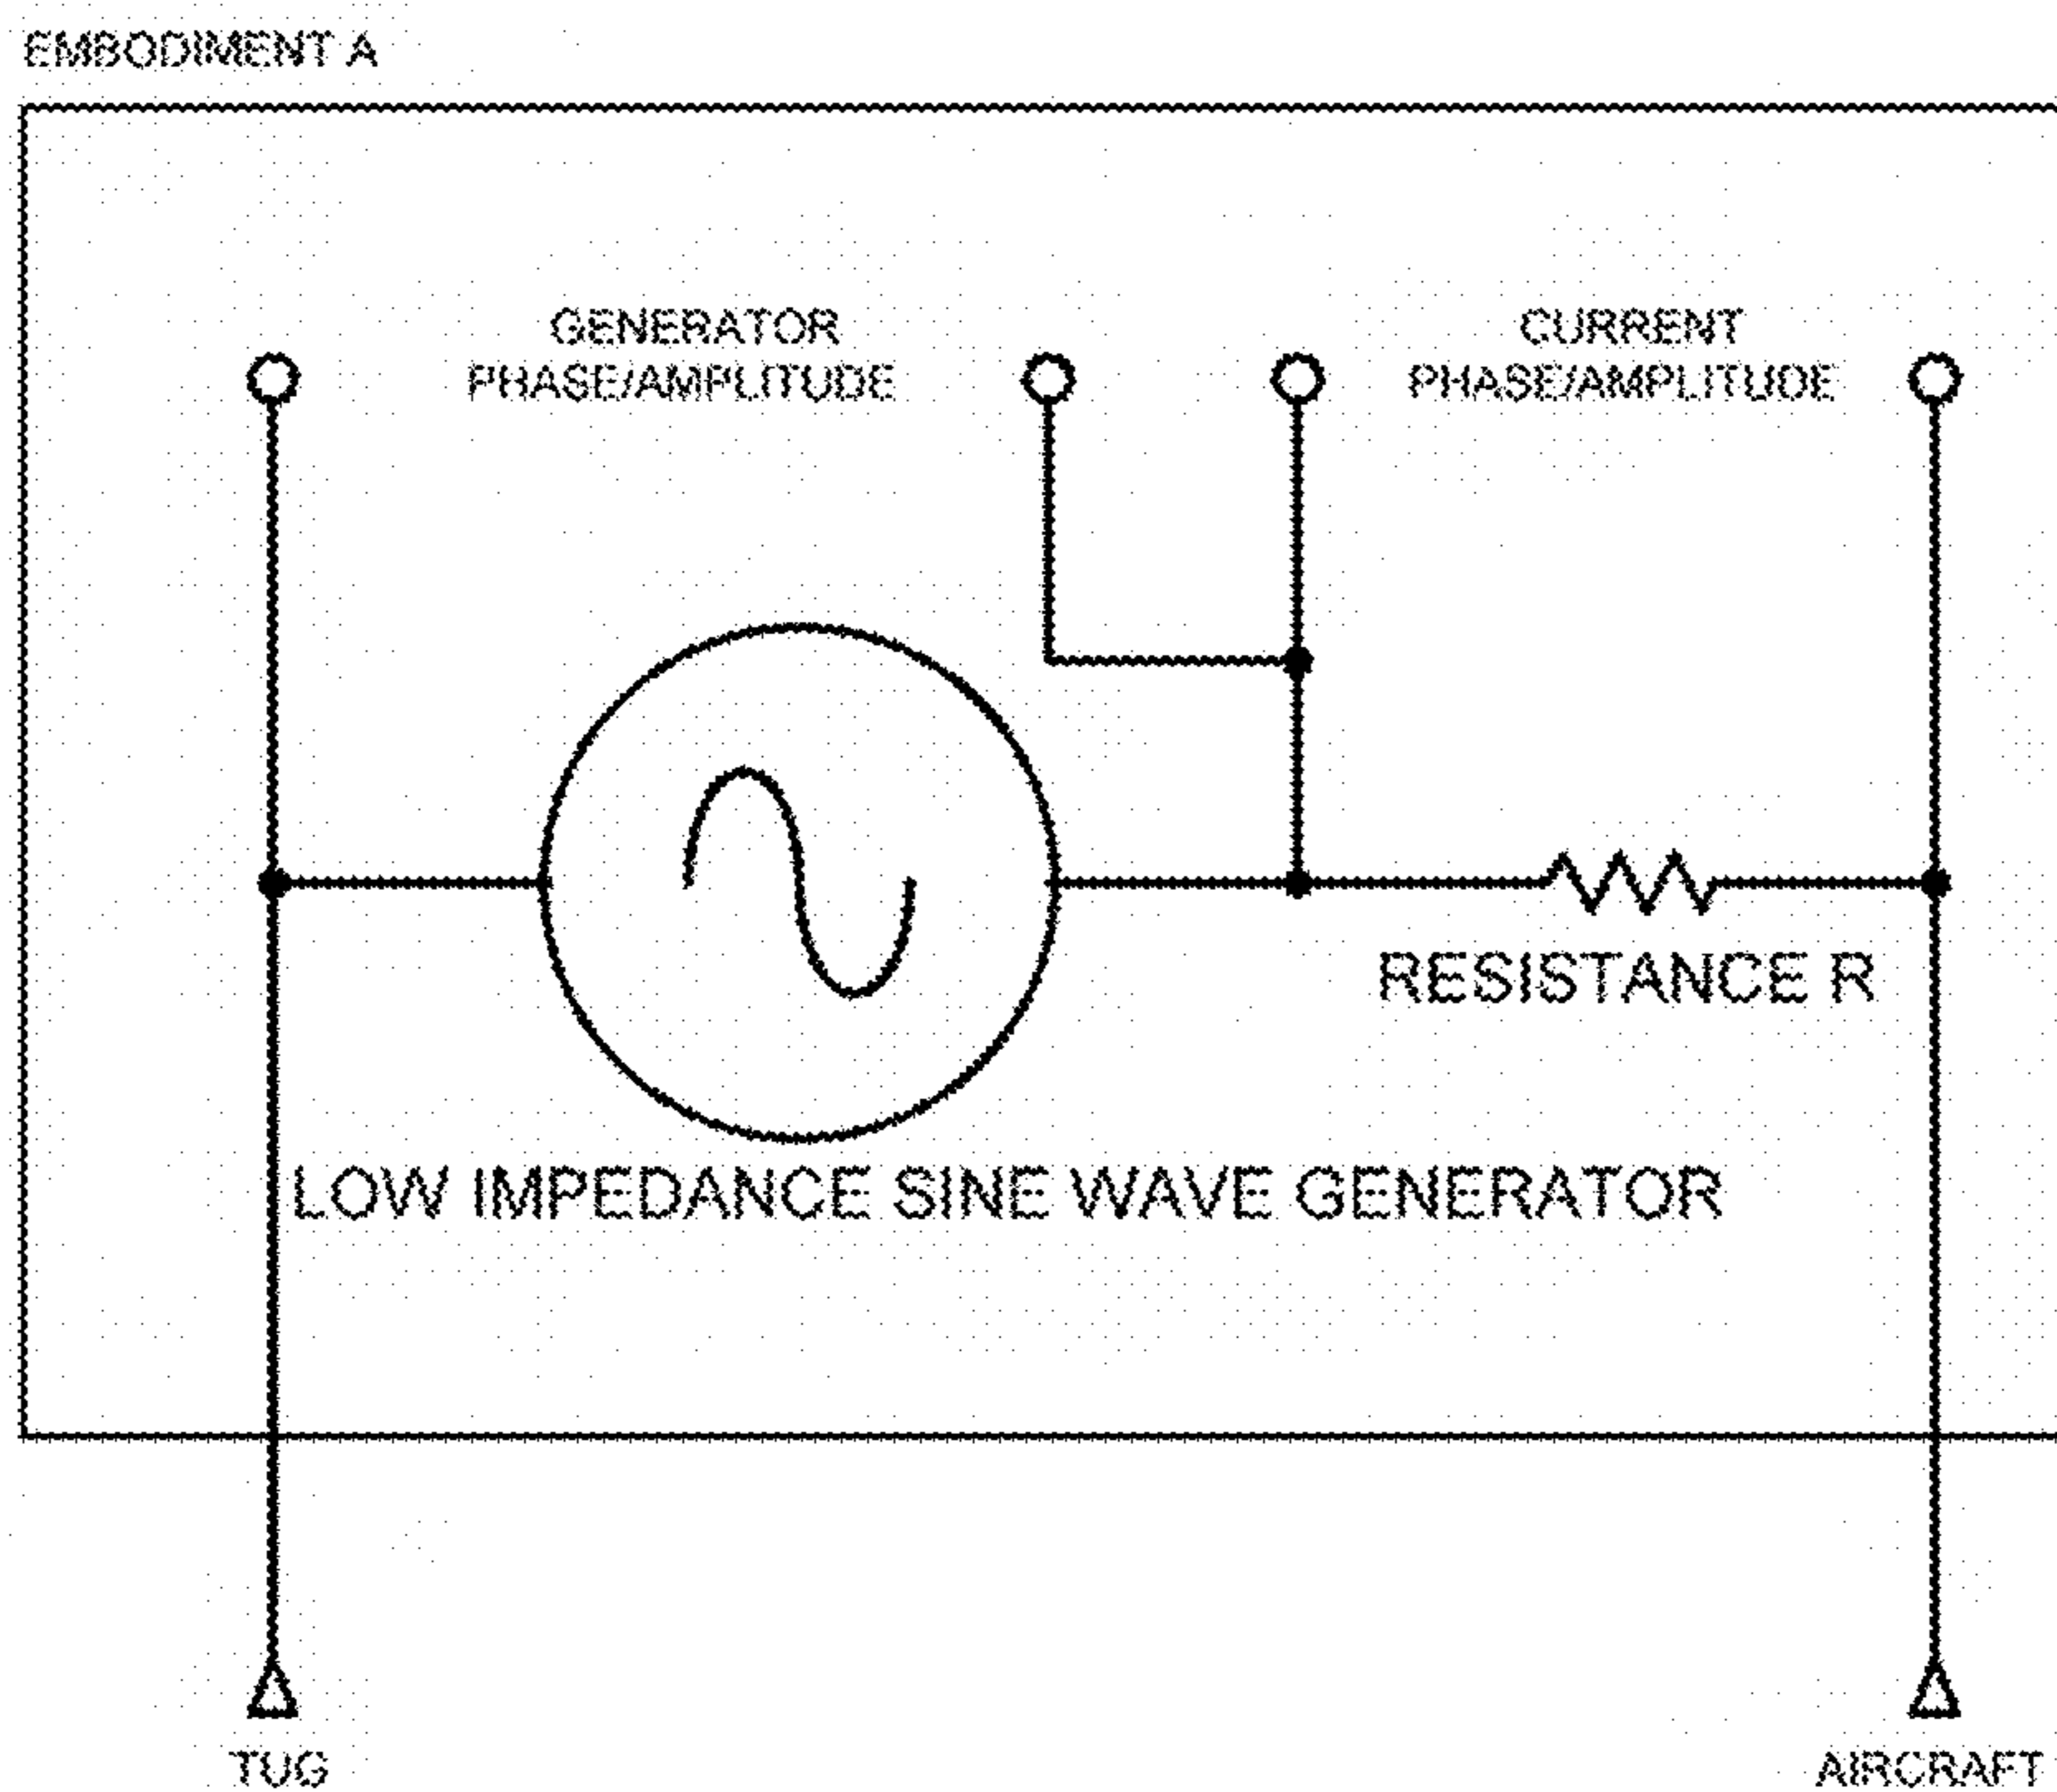 EMBODIMENT A
GENERATOR
PHASE/AMPLITUDE
CURRENT
PHASE/AMPLITUDE
RESISTANCE R
LOW IMPEDANCE SINE WAVE GENERATOR
TUG
AIRCRAFT